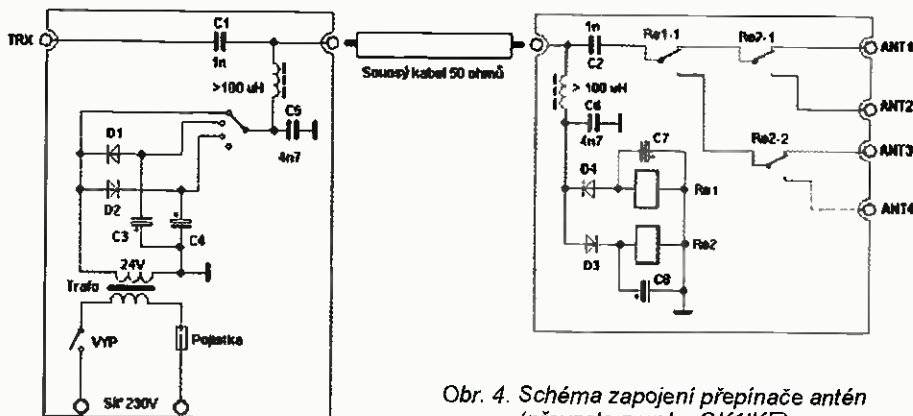 TRX
C1
1n
>100 uH
C5
4n7
D1
D2
C3
C4
24V
Trafo
VYP
Pojistka
Síť 230V
Souosý kabel 50 ohmů
1n
C2
Re1-1
Re2-1
ANT1
ANT2
Re2-2
ANT3
ANT4
> 100 uH
C6
4n7
C7
D4
Re1
Re2
D3
C8
Obr. 4. Schéma zapojení přepínače antén